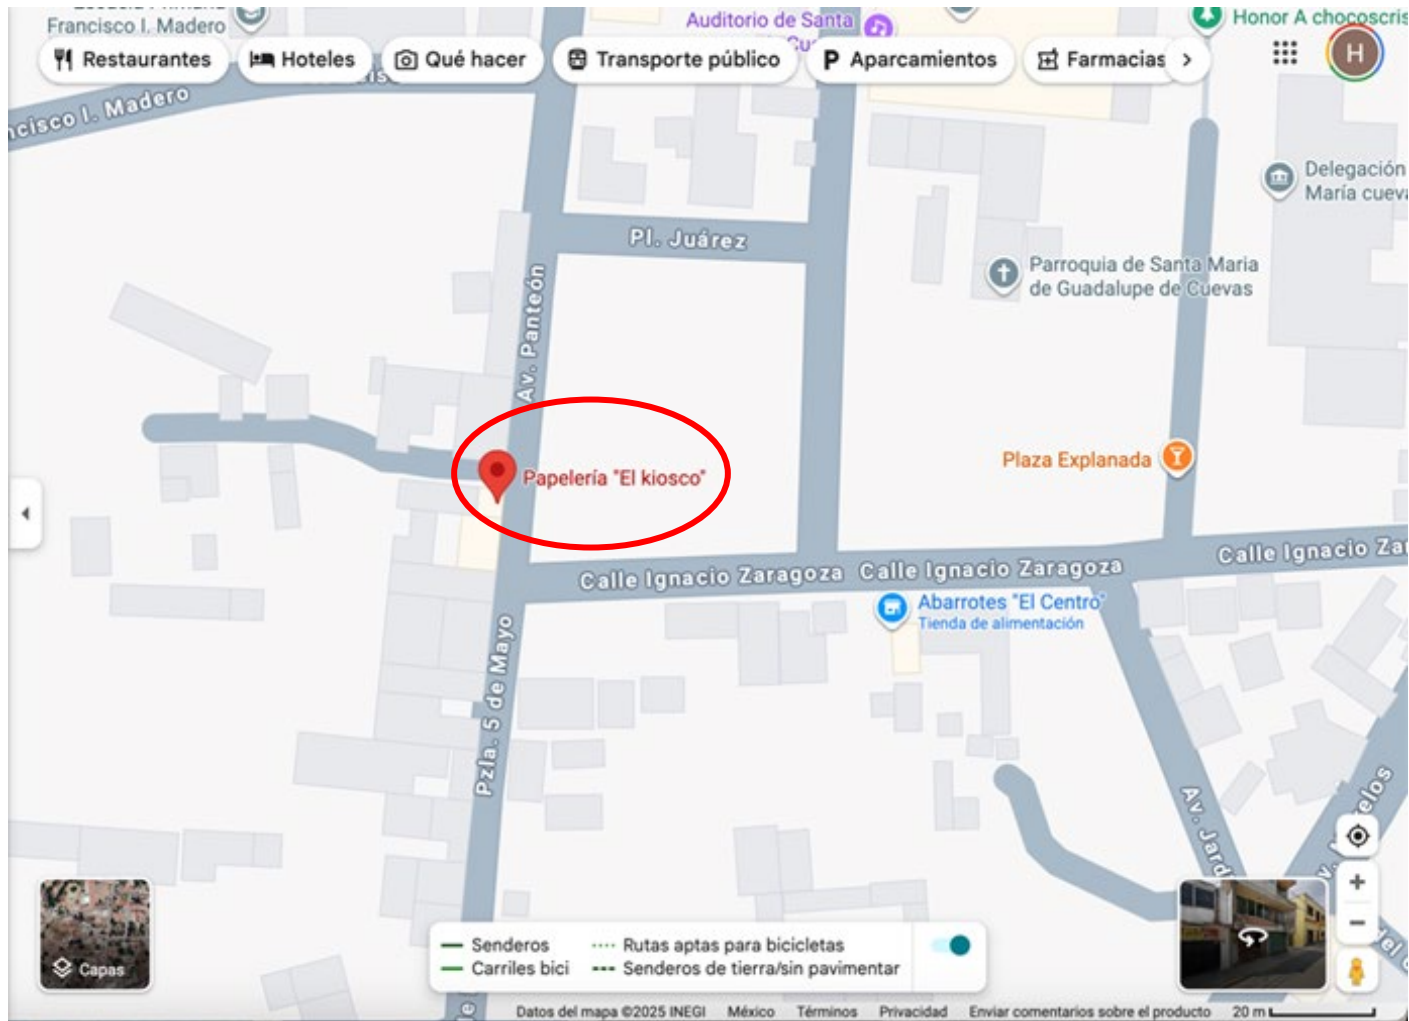 Francisco I. Madero
Auditorio de Santa
Honor A chocoscris
Restaurantes
Hoteles
Qué hacer
Transporte público
P Aparcamientos
Farmacias
H
ncisco I. Madero
Delegación
María cueva
Pl. Juárez
Parroquia de Santa Maria
de Guadalupe de Cuevas
Av. Panteón
Plaza Explanada
Papelería "El kiosco"
Calle Ignacio Zaragoza
Calle Ignacio Zaragoza
Calle Ignacio Za
Abarrotes "El Centro"
Tienda de alimentación
Pzla. 5 de Mayo
Av. Jard
elos
Capas
Senderos
Rutas aptas para bicicletas
Carriles bici
Senderos de tierra/sin pavimentar
Datos del mapa ©2025 INEGI
México
Términos
Privacidad
Enviar comentarios sobre el producto
20 m